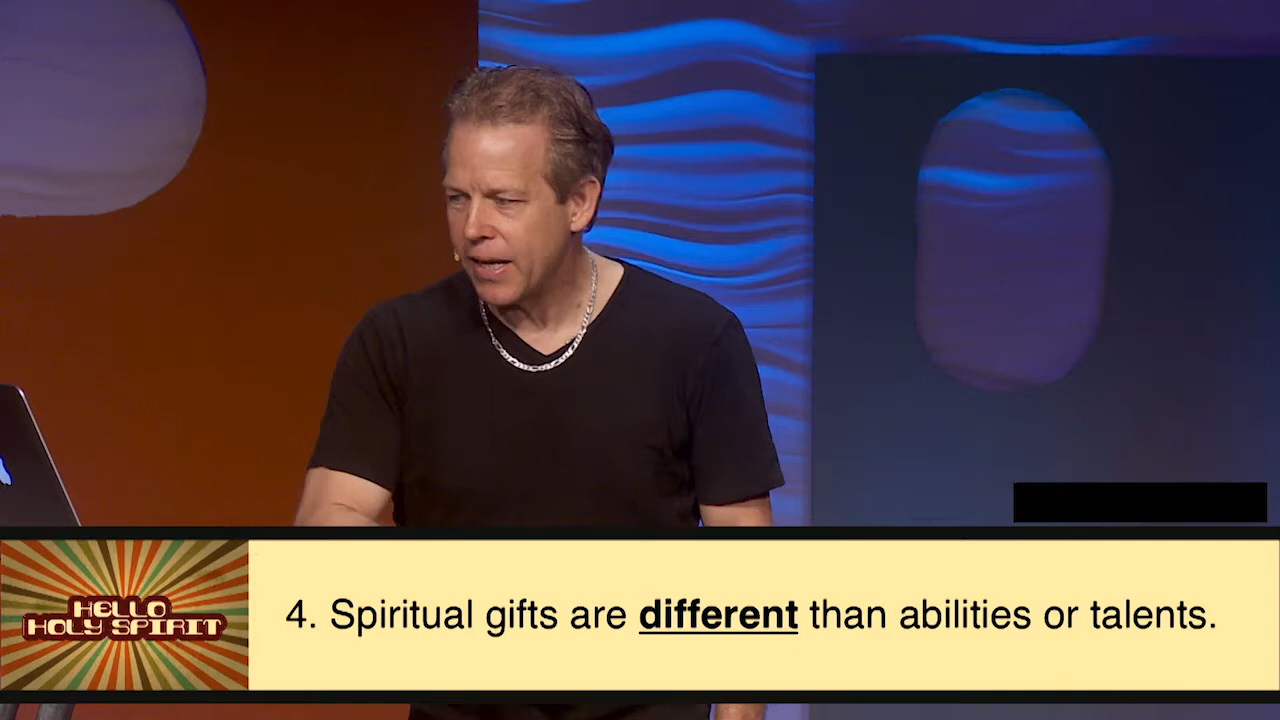 HELLO
HOLY SPIRIT
4. Spiritual gifts are different than abilities or talents.